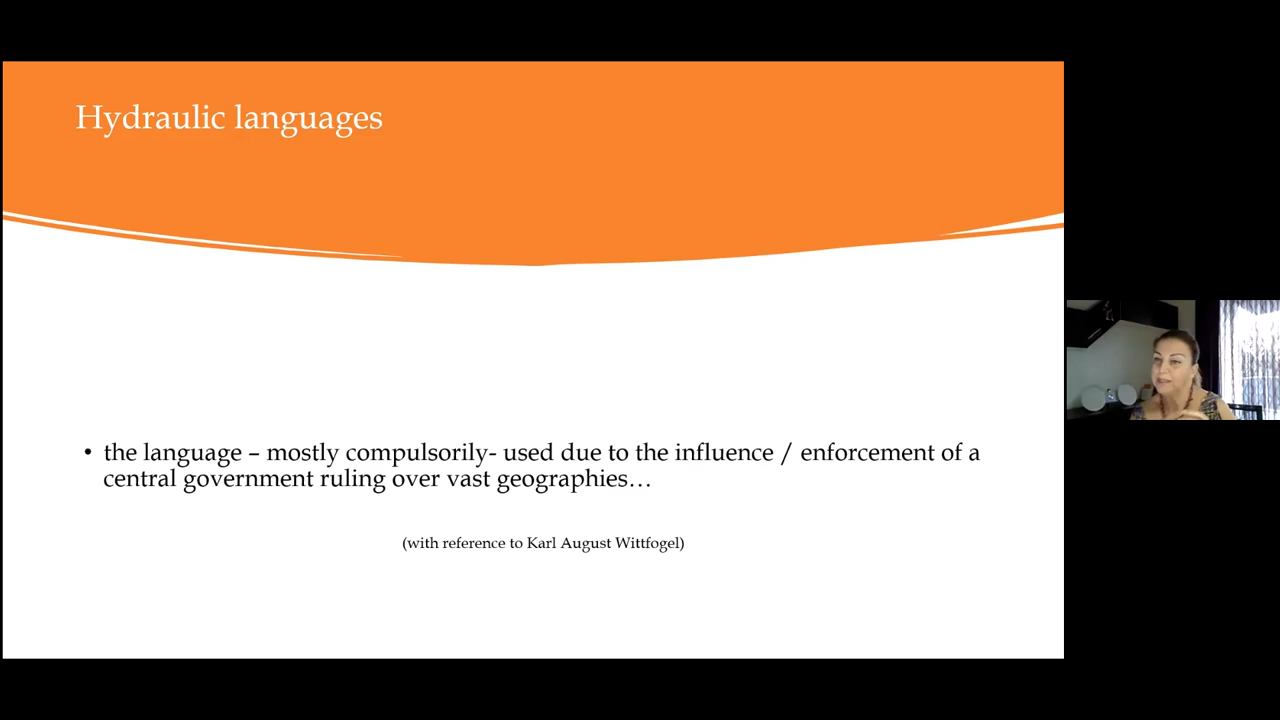 Hydraulic languages
• the language – mostly compulsorily- used due to the influence / enforcement of a
central government ruling over vast geographies…
(with reference to Karl August Wittfogel)